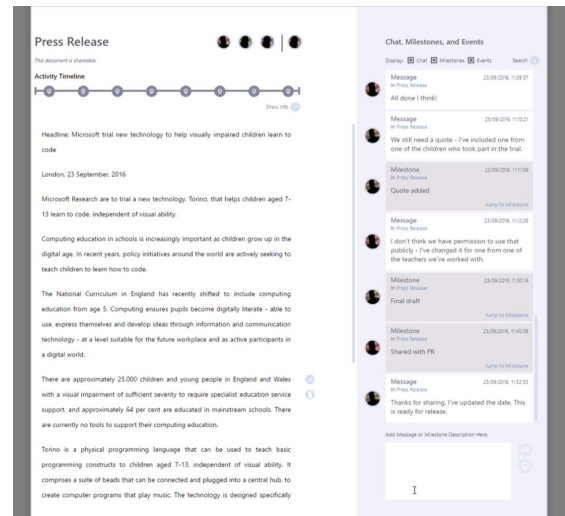 Press Release
This document is shareable.
Activity Timeline
Show Info
Headline: Microsoft trial new technology to help visually impaired children learn to
code
London, 23 September, 2016
Microsoft Research are to trial a new technology, Torino, that helps children aged 7-
13 learn to code, independent of visual ability.
Computing education in schools is increasingly important as children grow up in the
digital age. In recent years, policy initiatives around the world are actively seeking to
teach children to learn how to code.
The National Curriculum in England has recently shifted to include computing
education from age 5. Computing ensures pupils become digitally literate - able to
use, express themselves and develop ideas through information and communication
technology - at a level suitable for the future workplace and as active participants in
a digital world.
There are approximately 25,000 children and young people in England and Wales
with a visual impairment of sufficient severity to require specialist education service
support, and approximately 64 per cent are educated in mainstream schools. There
are currently no tools to support their computing education.
Torino is a physical programming language that can be used to teach basic
programming constructs to children aged 7-13, independent of visual ability. It
comprises a suite of beads that can be connected and plugged into a central hub, to
create computer programs that play music. The technology is designed specifically
Chat, Milestones, and Events
Display: Chat Milestones Events Search
Message 23/09/2016, 11:09:37
in Press Release
All done I think!
Message 23/09/2016, 11:10:21
in Press Release
We still need a quote - I've included one from
one of the children who took part in the trial.
Milestone 23/09/2016, 11:11:09
in Press Release
Quote added
Jump to Milestone
Message 23/09/2016, 11:12:28
in Press Release
I don't think we have permission to use that
publicly - I've changed it for one from one of
the teachers we've worked with.
Milestone 23/09/2016, 11:30:16
in Press Release
Final draft
Jump to Milestone
Milestone 23/09/2016, 11:45:08
in Press Release
Shared with PR
Jump to Milestone
Message 23/09/2016, 11:52:53
in Press Release
Thanks for sharing, I've updated the date. This
is ready for release.
Add Message or Milestone Description Here.